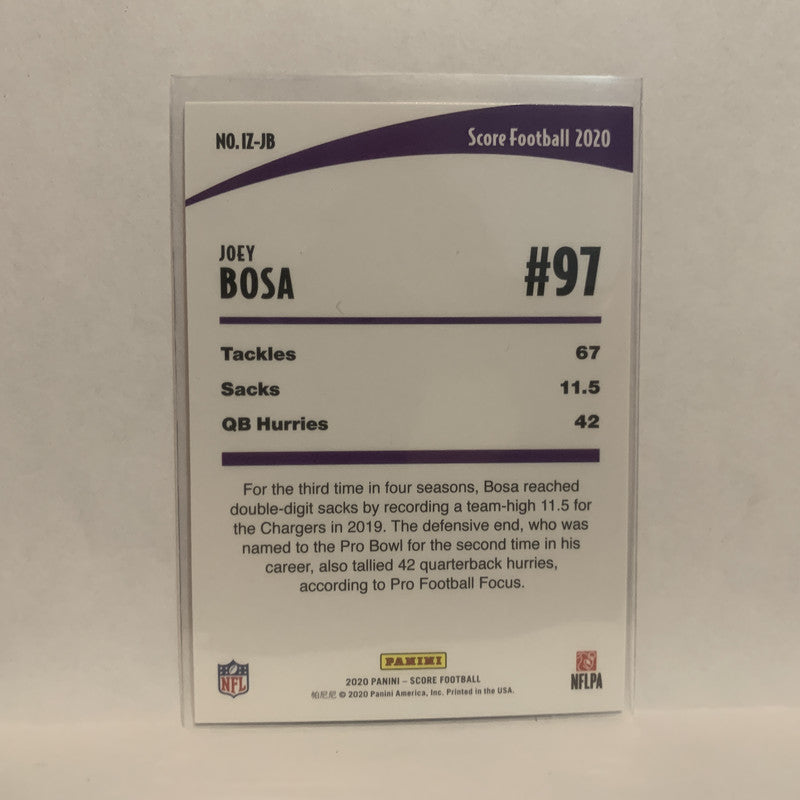 NO. IZ-JB
Score Football 2020
JOEY
BOSA
#97
Tackles 67
Sacks 11.5
QB Hurries 42
For the third time in four seasons, Bosa reached
double-digit sacks by recording a team-high 11.5 for
the Chargers in 2019. The defensive end, who was
named to the Pro Bowl for the second time in his
career, also tallied 42 quarterback hurries,
according to Pro Football Focus.
NFL
PANINI
2020 PANINI – SCORE FOOTBALL
帕尼尼 © 2020 Panini America, Inc. Printed in the USA.
NFLPA